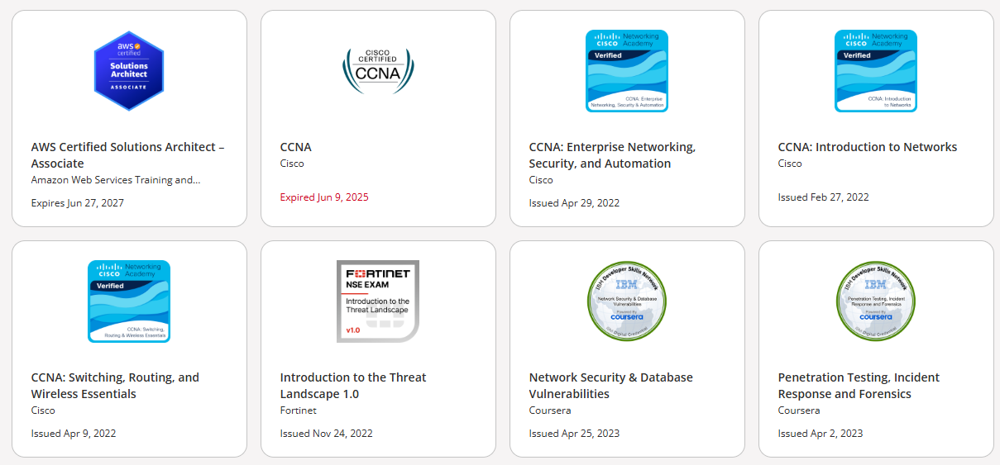 aws
certified
Solutions
Architect
ASSOCIATE
AWS Certified Solutions Architect –
Associate
Amazon Web Services Training and...
Expires Jun 27, 2027
CISCO
CERTIFIED
CCNA
CCNA
Cisco
Expired Jun 9, 2025
CISCO Networking
Academy
Verified
CCNA: Enterprise
Networking, Security & Automation
CCNA: Enterprise Networking,
Security, and Automation
Cisco
Issued Apr 29, 2022
CISCO Networking
Academy
Verified
CCNA: Introduction
to Networks
CCNA: Introduction to Networks
Cisco
Issued Feb 27, 2022
CISCO Networking
Academy
Verified
CCNA: Switching,
Routing & Wireless Essentials
CCNA: Switching, Routing, and
Wireless Essentials
Cisco
Issued Apr 9, 2022
FORTINET
NSE EXAM
Introduction to the
Threat Landscape
v1.0
Introduction to the Threat
Landscape 1.0
Fortinet
Issued Nov 24, 2022
IBM Developer Skills Network
IBM
Network Security & Database
Vulnerabilities
Powered By
coursera
IBM Digital Credential
Network Security & Database
Vulnerabilities
Coursera
Issued Apr 25, 2023
IBM Developer Skills Network
IBM
Penetration Testing, Incident
Response and Forensics
Powered By
coursera
IBM Digital Credential
Penetration Testing, Incident
Response and Forensics
Coursera
Issued Apr 2, 2023